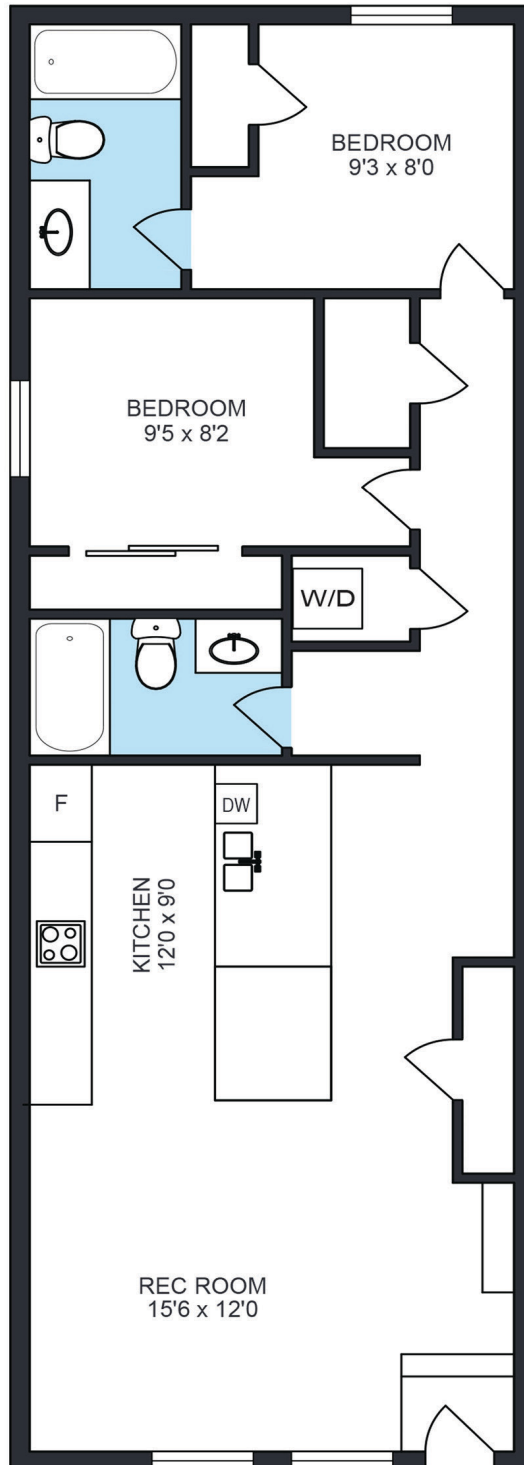 BEDROOM
9'3 x 8'0
BEDROOM
9'5 x 8'2
W/D
F
DW
KITCHEN
12'0 x 9'0
REC ROOM
15'6 x 12'0